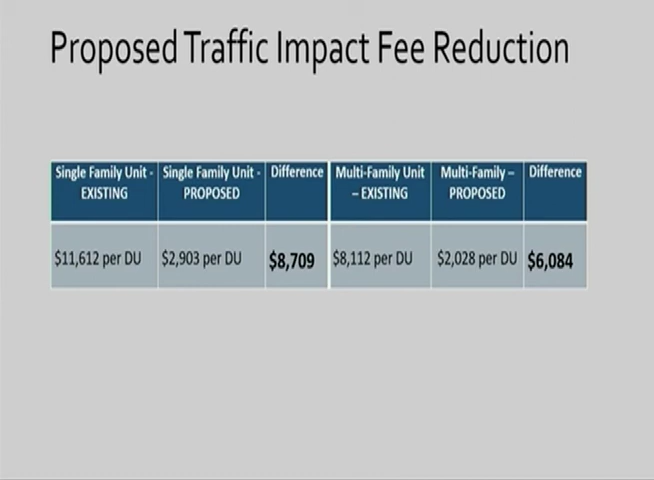 Proposed Traffic Impact Fee Reduction
Single Family Unit - EXISTING
Single Family Unit - PROPOSED
Difference
Multi-Family Unit – EXISTING
Multi-Family – PROPOSED
Difference
$11,612 per DU
$2,903 per DU
$8,709
$8,112 per DU
$2,028 per DU
$6,084